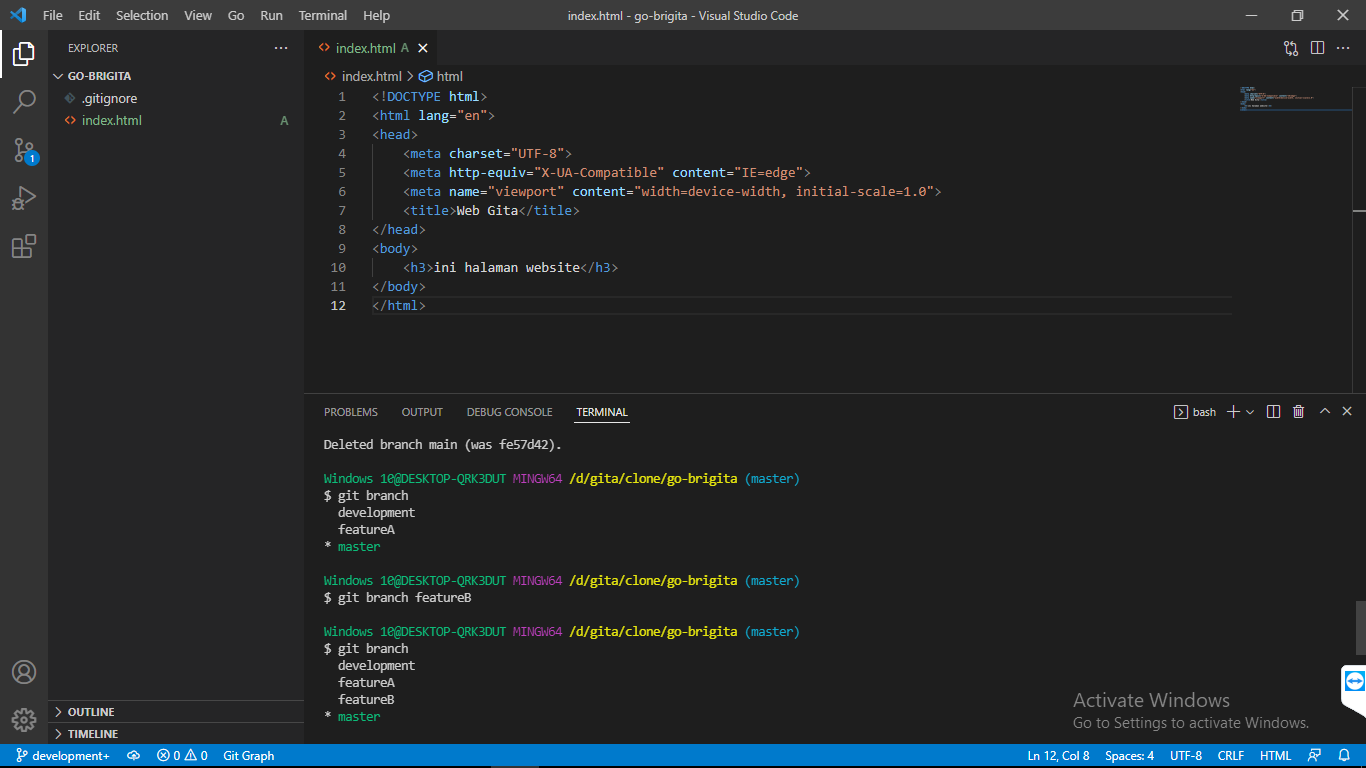 File Edit Selection View Go Run Terminal Help index.html - go-brigita - Visual Studio Code
EXPLORER
GO-BRIGITA
.gitignore
index.html A
1
index.html A
index.html > html
1 <!DOCTYPE html>
2 <html lang="en">
3 <head>
4 <meta charset="UTF-8">
5 <meta http-equiv="X-UA-Compatible" content="IE=edge">
6 <meta name="viewport" content="width=device-width, initial-scale=1.0">
7 <title>Web Gita</title>
8 </head>
9 <body>
10 <h3>ini halaman website</h3>
11 </body>
12 </html>
PROBLEMS OUTPUT DEBUG CONSOLE TERMINAL bash
Deleted branch main (was fe57d42).
Windows 10@DESKTOP-QRK3DUT MINGW64 /d/gita/clone/go-brigita (master)
$ git branch
development
featureA
* master
Windows 10@DESKTOP-QRK3DUT MINGW64 /d/gita/clone/go-brigita (master)
$ git branch featureB
Windows 10@DESKTOP-QRK3DUT MINGW64 /d/gita/clone/go-brigita (master)
$ git branch
development
featureA
featureB
* master
OUTLINE
TIMELINE
Activate Windows
Go to Settings to activate Windows.
development+ 0 0 Git Graph Ln 12, Col 8 Spaces: 4 UTF-8 CRLF HTML